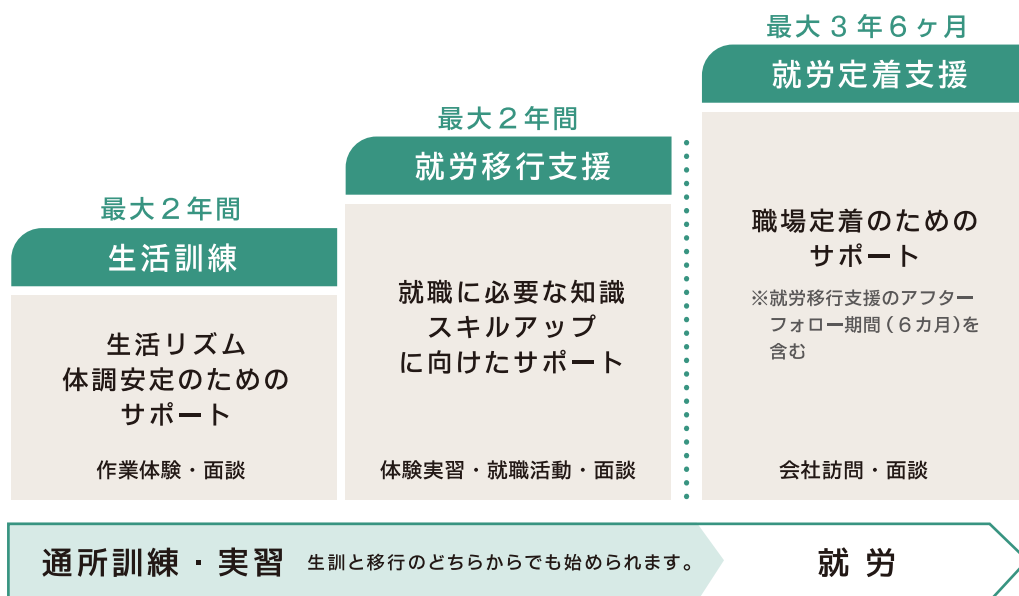 最大２年間
生活訓練
生活リズム
体調安定のための
サポート
作業体験・面談
最大２年間
就労移行支援
就職に必要な知識
スキルアップ
に向けたサポート
体験実習・就職活動・面談
最大３年６ヶ月
就労定着支援
職場定着のための
サポート
※就労移行支援のアフター
フォロー期間（６カ月）を
含む
会社訪問・面談
通所訓練・実習 生訓と移行のどちらからでも始められます。
就労